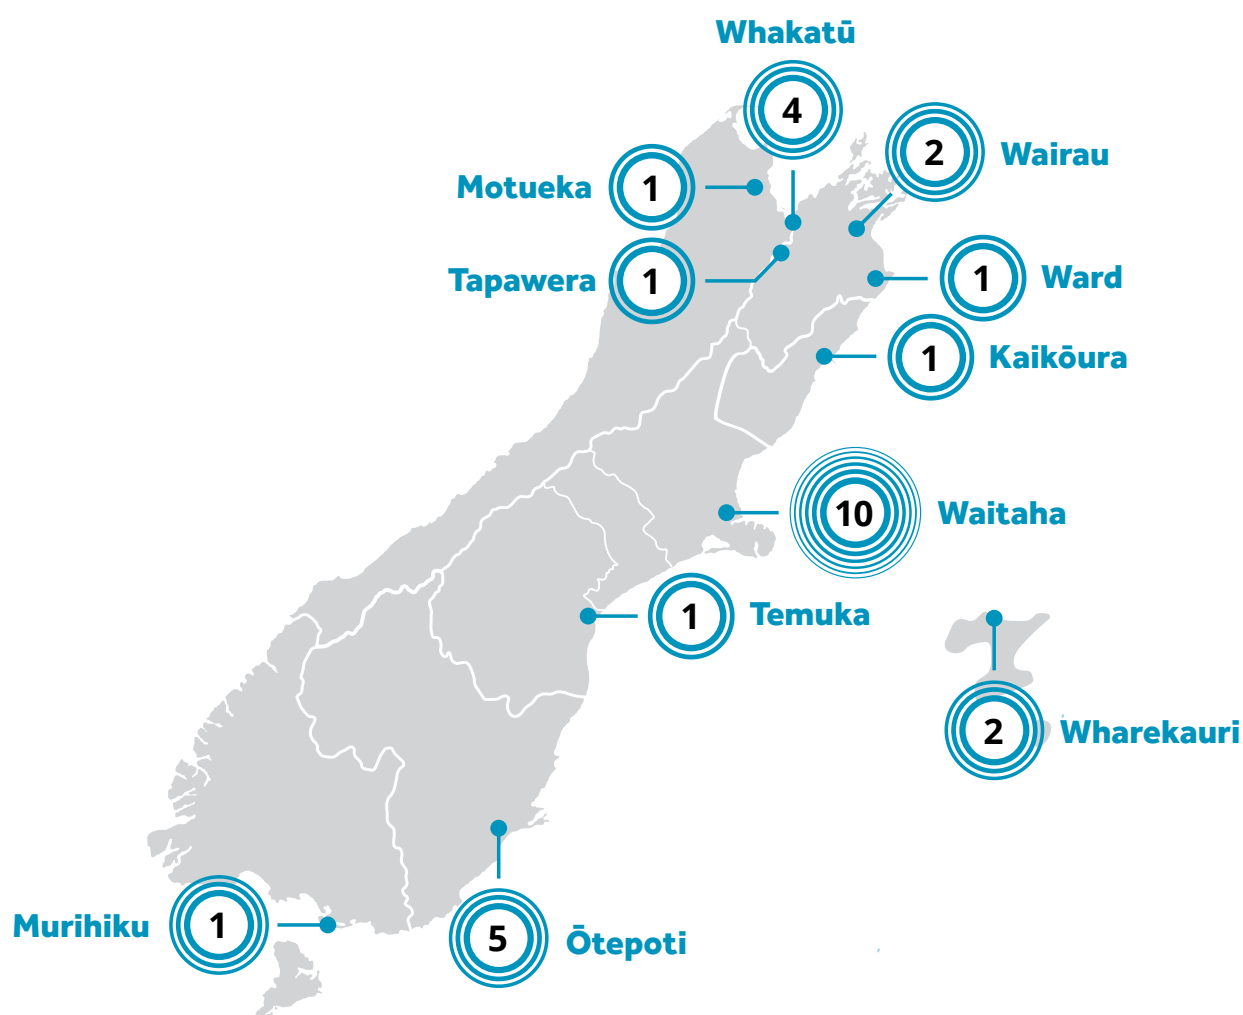 Whakatū
4
2
Wairau
Motueka
1
Tapawera
1
1
Ward
1
Kaikōura
10
Waitaha
1
Temuka
2
Wharekauri
Murihiku
1
5
Ōtepoti